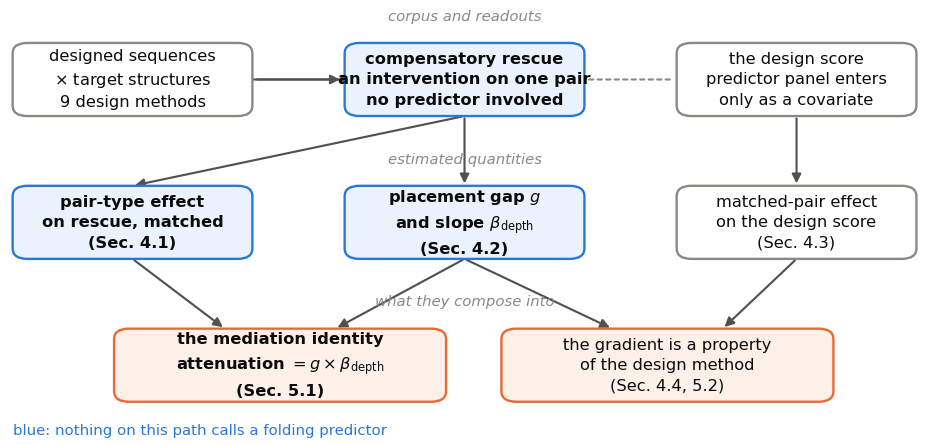 corpus and readouts
designed sequences
× target structures
9 design methods
compensatory rescue
an intervention on one pair
no predictor involved
the design score
predictor panel enters
only as a covariate
estimated quantities
pair-type effect
on rescue, matched
(Sec. 4.1)
placement gap g
and slope β_depth
(Sec. 4.2)
matched-pair effect
on the design score
(Sec. 4.3)
what they compose into
the mediation identity
attenuation = g × β_depth
(Sec. 5.1)
the gradient is a property
of the design method
(Sec. 4.4, 5.2)
blue: nothing on this path calls a folding predictor